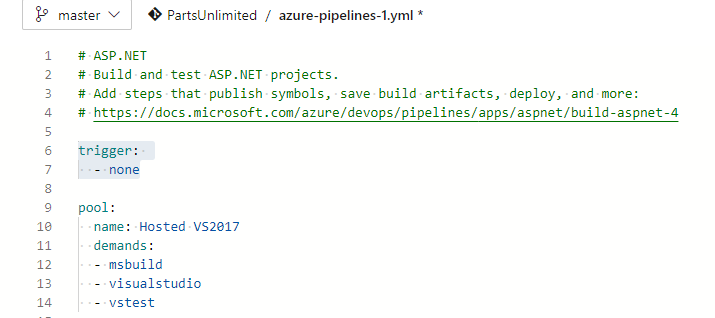 master PartsUnlimited / azure-pipelines-1.yml *
1 # ASP.NET
2 # Build and test ASP.NET projects.
3 # Add steps that publish symbols, save build artifacts, deploy, and more:
4 # https://docs.microsoft.com/azure/devops/pipelines/apps/aspnet/build-aspnet-4
5
6 trigger:
7 - none
8
9 pool:
10 name: Hosted VS2017
11 demands:
12 - msbuild
13 - visualstudio
14 - vstest